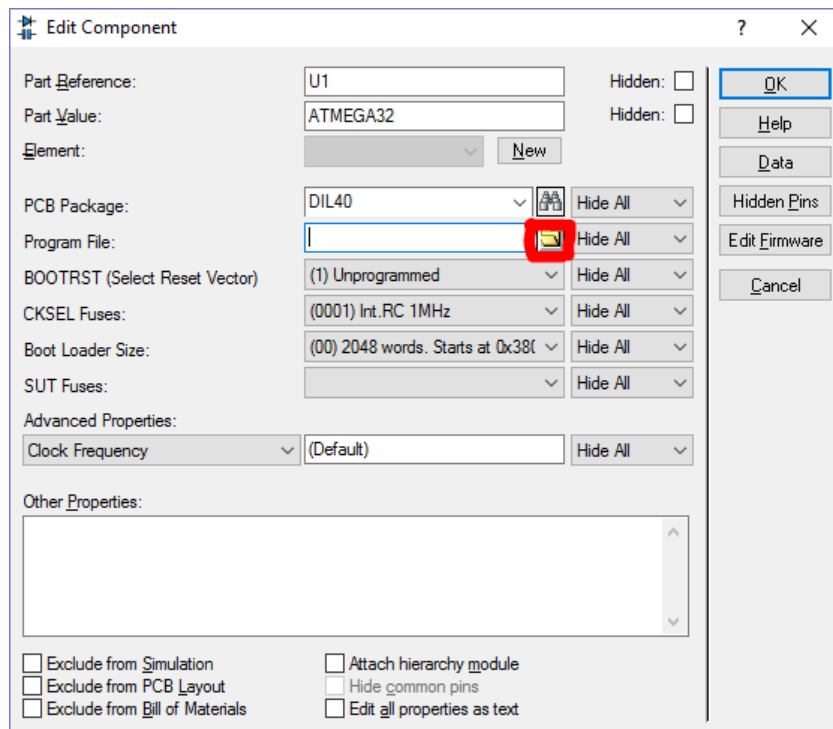 Edit Component
?
Part Reference:
U1
Hidden:
OK
Part Value:
ATMEGA32
Hidden:
Help
Element:
New
Data
PCB Package:
DIL40
Hide All
Hidden Pins
Program File:
Hide All
Edit Firmware
BOOTRST (Select Reset Vector)
(1) Unprogrammed
Hide All
Cancel
CKSEL Fuses:
(0001) Int.RC 1MHz
Hide All
Boot Loader Size:
(00) 2048 words. Starts at 0x38
Hide All
SUT Fuses:
Hide All
Advanced Properties:
Clock Frequency
(Default)
Hide All
Other Properties:
Exclude from Simulation
Attach hierarchy module
Exclude from PCB Layout
Hide common pins
Exclude from Bill of Materials
Edit all properties as text